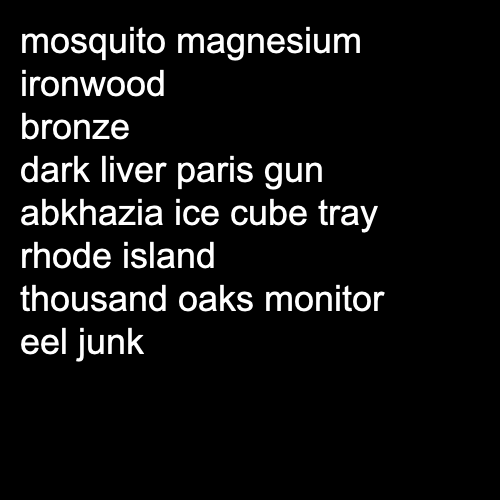 mosquito magnesium
ironwood
bronze
dark liver paris gun
abkhazia ice cube tray
rhode island
thousand oaks monitor
eel junk